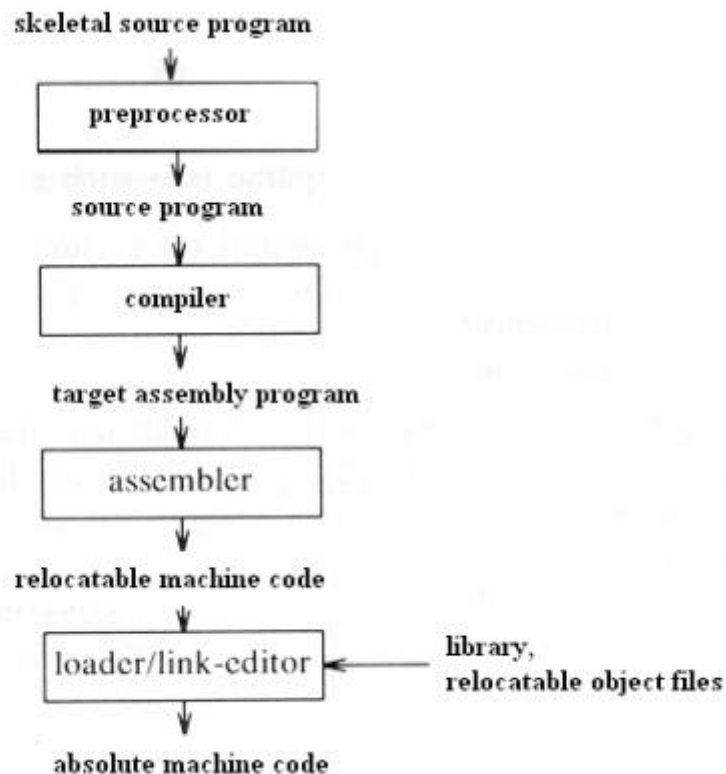 skeletal source program
preprocessor
source program
compiler
target assembly program
assembler
relocatable machine code
loader/link-editor
library,
relocatable object files
absolute machine code